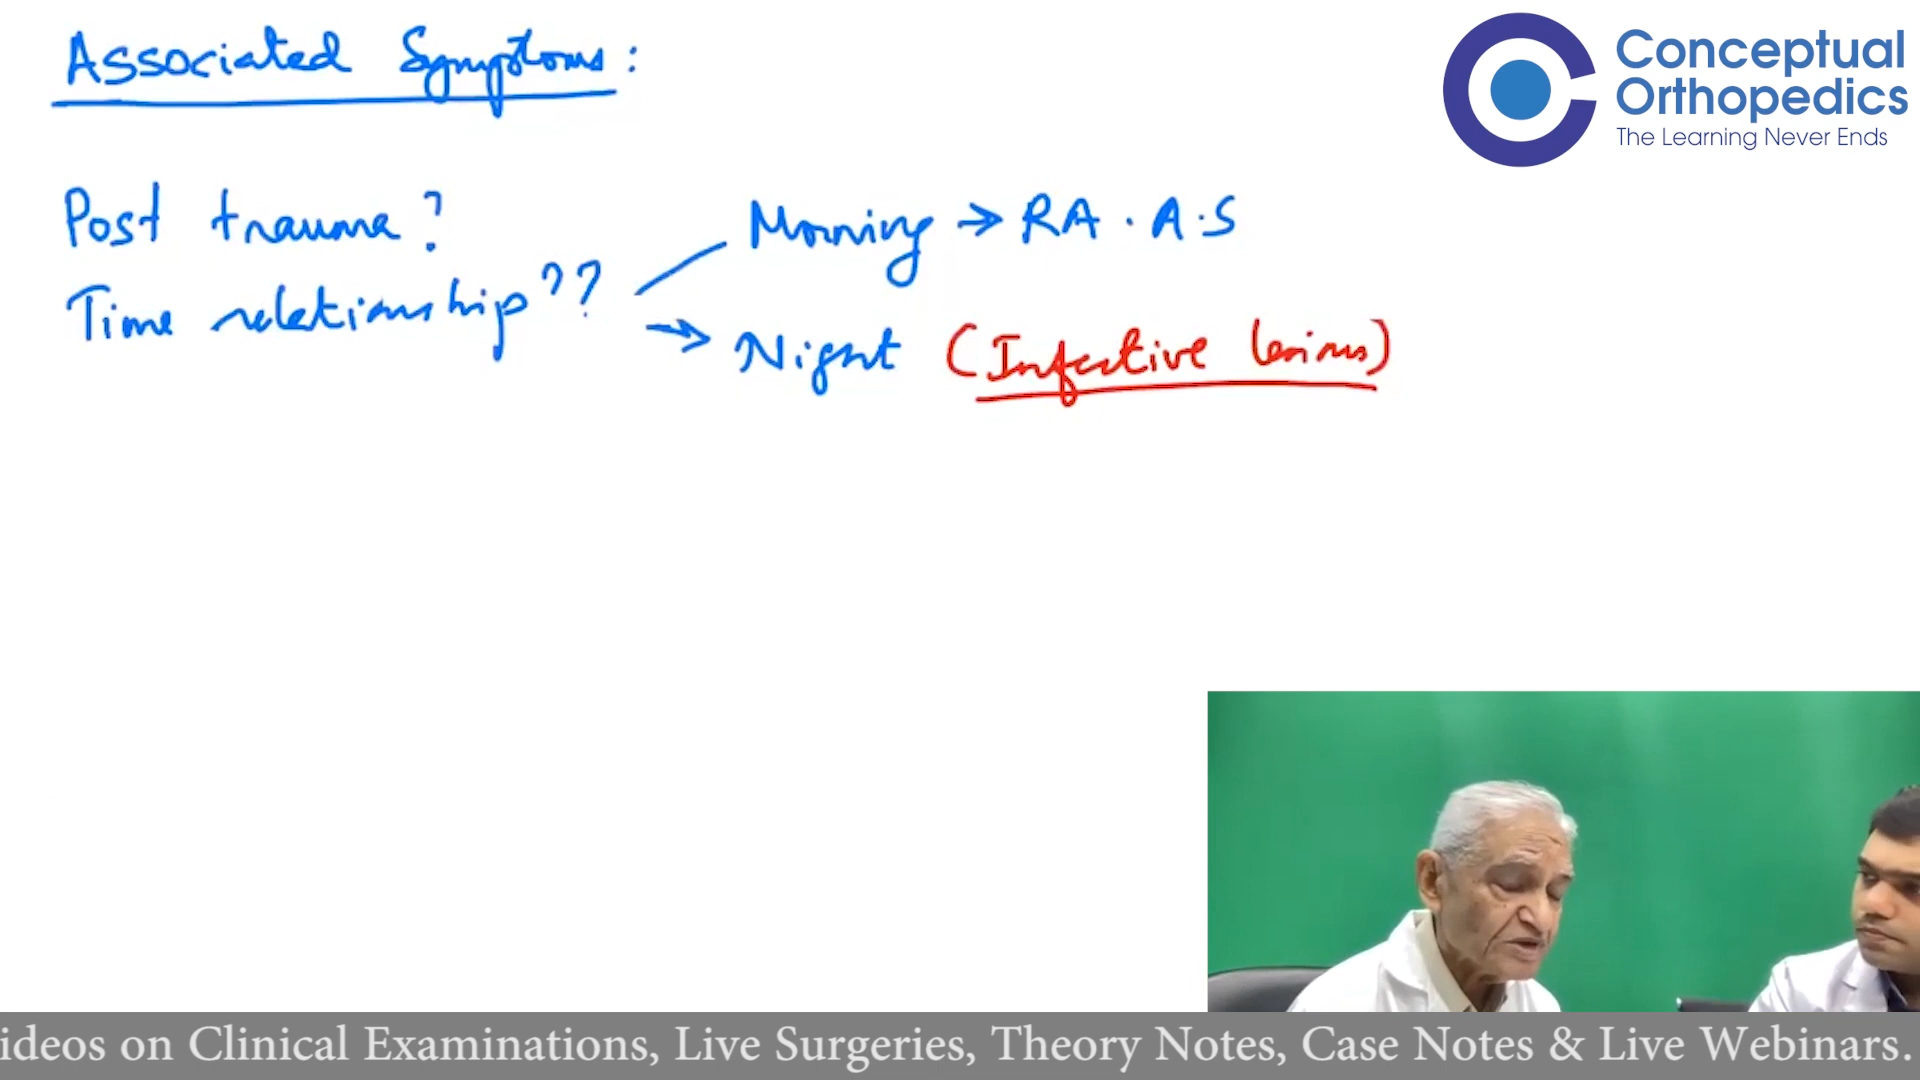 Associated Symptoms:
Conceptual
Orthopedics
The Learning Never Ends
Post trauma?
Morning → RA. A.S
Time relationship??
→ Night (Infective lesions)
ideos on Clinical Examinations, Live Surgeries, Theory Notes, Case Notes & Live Webinars.